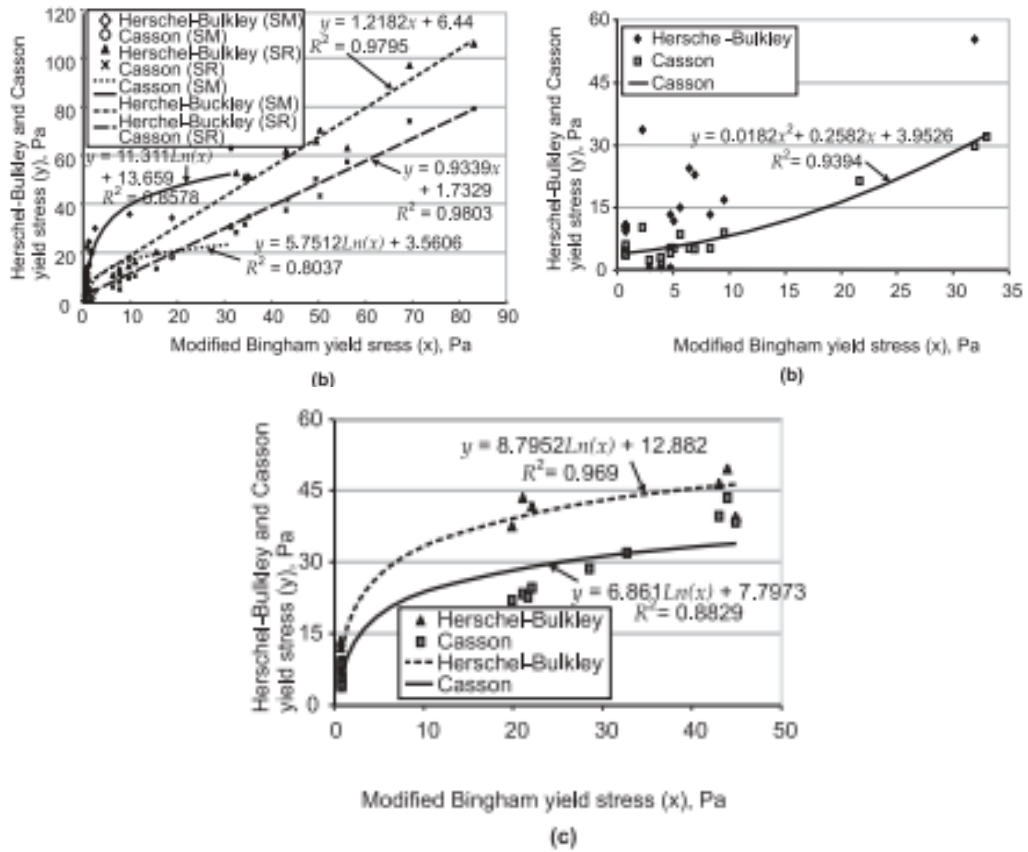 Herschel-Bulkley and Casson
yield stress (y), Pa
120
100
80
60
40
20
0
Herschel-Bulkley (SM)
Casson (SM)
Herschel-Bulkley (SR)
Casson (SR)
Casson (SM)
Herchel-Buckley (SM)
Herchel-Buckley (SR)
Casson (SR)
y = 1.2182x + 6.44
R² = 0.9795
y = 11.311Ln(x)
+ 13.659
R² = 0.8578
y = 0.9339x
+ 1.7329
R² = 0.9803
y = 5.7512Ln(x) + 3.5606
R² = 0.8037
0 10 20 30 40 50 60 70 80 90
Modified Bingham yield sress (x), Pa
(b)
Herschel-Bulkley and Casson
yield stress (y), Pa
60
45
30
15
0
Hersche-Bulkley
Casson
Casson
y = 0.0182x² + 0.2582x + 3.9526
R² = 0.9394
0 5 10 15 20 25 30 35
Modified Bingham yield stress (x), Pa
(b)
Herschel-Bulkley and Casson
yield stress (y), Pa
60
45
30
15
0
y = 8.7952Ln(x) + 12.882
R² = 0.969
y = 6.861Ln(x) + 7.7973
R² = 0.8829
Herschel-Bulkley
Casson
Herschel-Bulkley
Casson
0 10 20 30 40 50
Modified Bingham yield stress (x), Pa
(c)